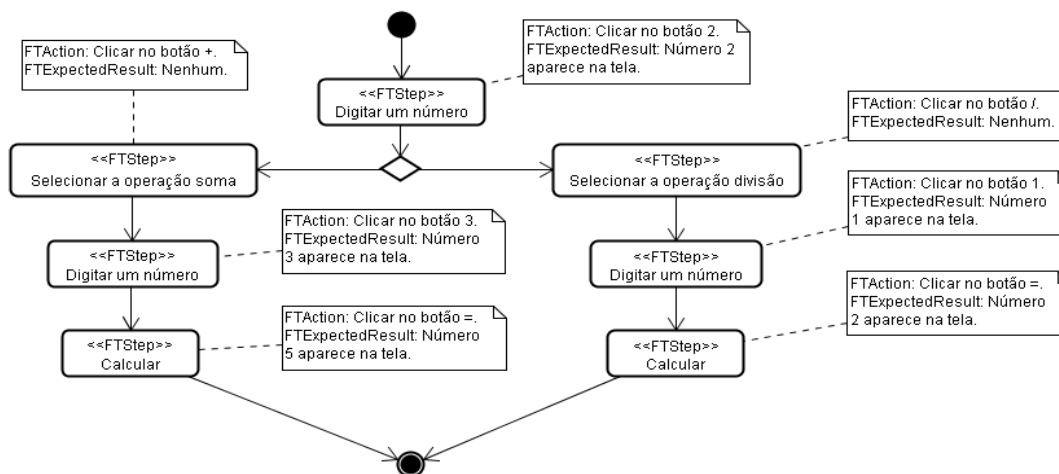 FTAction: Clicar no botão +.
FTExpectedResult: Nenhum.
FTAction: Clicar no botão 2.
FTExpectedResult: Número 2
aparece na tela.
<<FTStep>>
Digitar um número
FTAction: Clicar no botão /.
FTExpectedResult: Nenhum.
<<FTStep>>
Selecionar a operação soma
<<FTStep>>
Selecionar a operação divisão
FTAction: Clicar no botão 3.
FTExpectedResult: Número
3 aparece na tela.
FTAction: Clicar no botão 1.
FTExpectedResult: Número
1 aparece na tela.
<<FTStep>>
Digitar um número
<<FTStep>>
Digitar um número
FTAction: Clicar no botão =.
FTExpectedResult: Número
5 aparece na tela.
FTAction: Clicar no botão =.
FTExpectedResult: Número
2 aparece na tela.
<<FTStep>>
Calcular
<<FTStep>>
Calcular